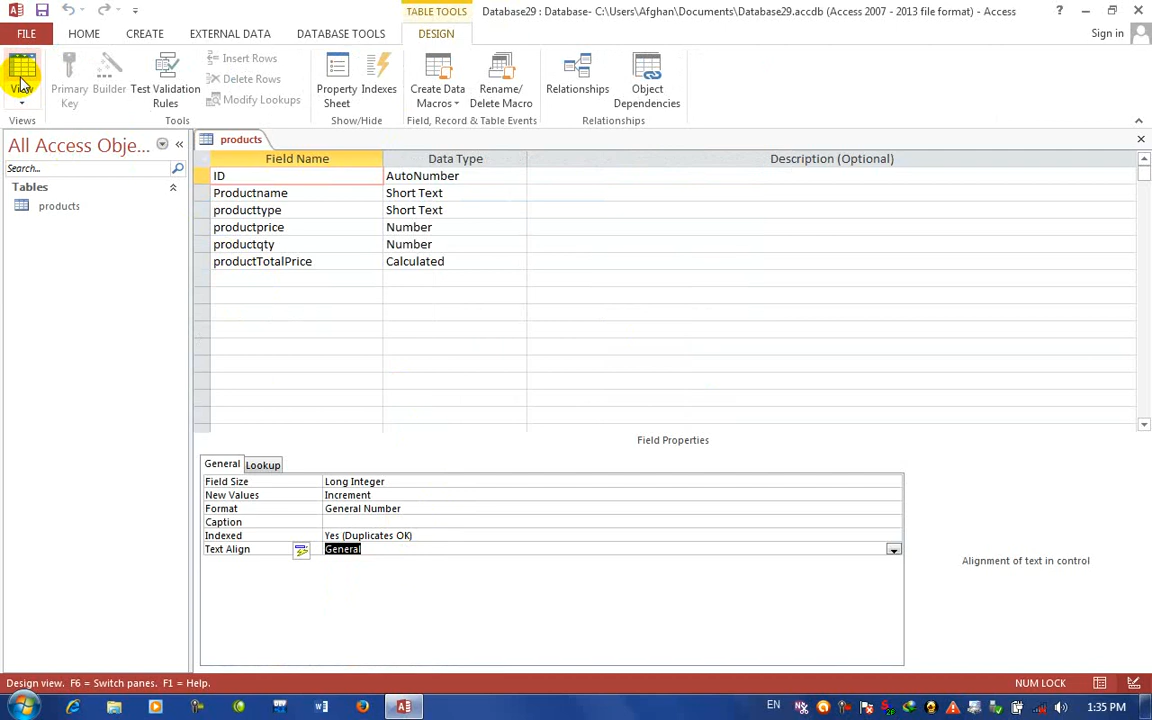 TABLE TOOLS
Database29 : Database- C:\Users\Afghan\Documents\Database29.accdb (Access 2007 - 2013 file format) - Access
FILE
HOME
CREATE
EXTERNAL DATA
DATABASE TOOLS
DESIGN
Sign in
View
Primary Key
Builder
Test Validation Rules
Insert Rows
Delete Rows
Modify Lookups
Property Sheet
Indexes
Create Data Macros
Rename/ Delete Macro
Relationships
Object Dependencies
Views
Tools
Show/Hide
Field, Record & Table Events
Relationships
All Access Obje...
Search...
Tables
products
products
Field Name Data Type Description (Optional)
ID AutoNumber
Productname Short Text
producttype Short Text
productprice Number
productqty Number
productTotalPrice Calculated
Field Properties
General Lookup
Field Size Long Integer
New Values Increment
Format General Number
Caption
Indexed Yes (Duplicates OK)
Text Align General
Alignment of text in control
Design view. F6 = Switch panes. F1 = Help.
NUM LOCK
EN
1:35 PM